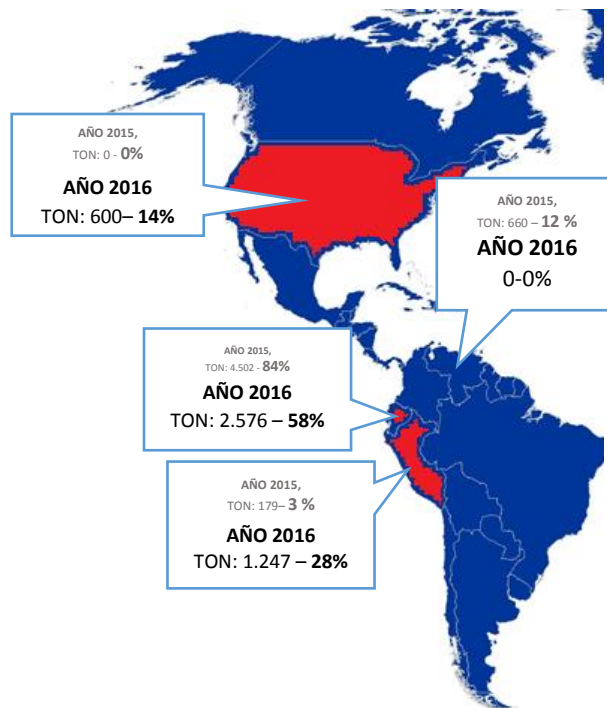 AÑO 2015,
TON: 0 - 0%
AÑO 2016
TON: 600– 14%
AÑO 2015,
TON: 660 – 12 %
AÑO 2016
0-0%
AÑO 2015,
TON: 4.502 - 84%
AÑO 2016
TON: 2.576 – 58%
AÑO 2015,
TON: 179– 3 %
AÑO 2016
TON: 1.247 – 28%